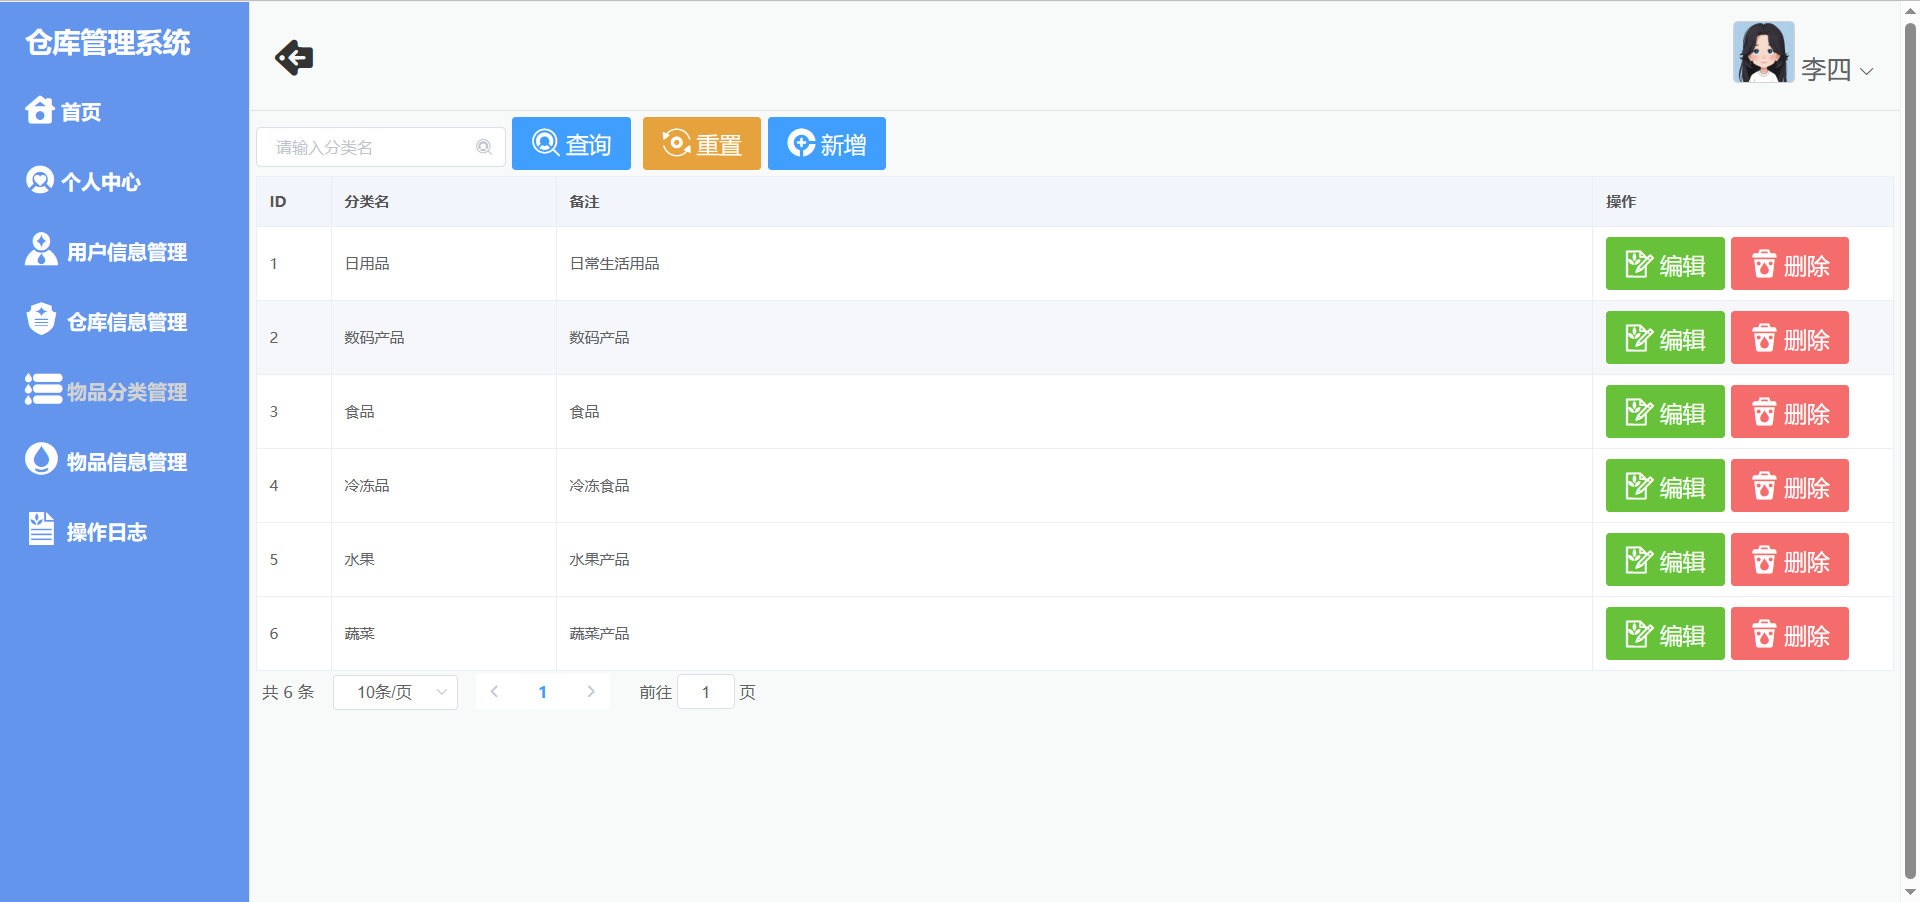 仓库管理系统
首页
个人中心
用户信息管理
仓库信息管理
物品分类管理
物品信息管理
操作日志
李四
请输入分类名 查询 重置 新增
ID 分类名 备注 操作
1 日用品 日常生活用品 编辑 删除
2 数码产品 数码产品 编辑 删除
3 食品 食品 编辑 删除
4 冷冻品 冷冻食品 编辑 删除
5 水果 水果产品 编辑 删除
6 蔬菜 蔬菜产品 编辑 删除
共 6 条 10条/页 1 前往 1 页